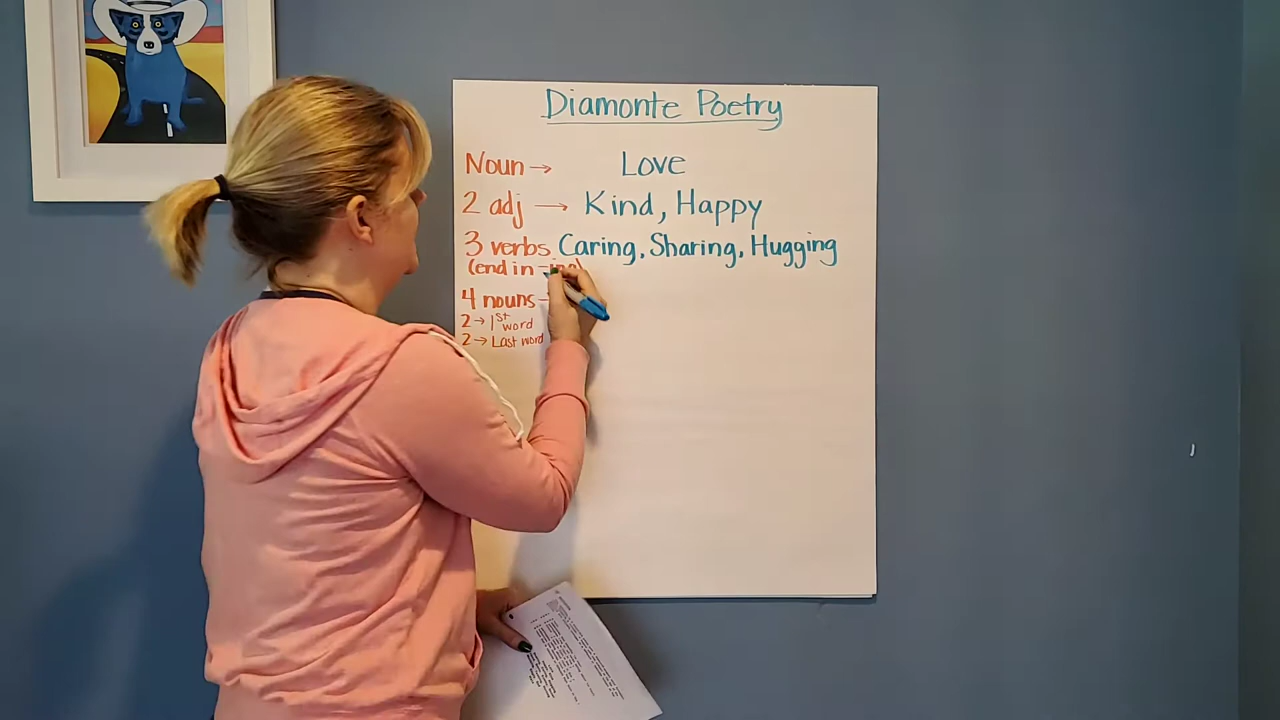 Diamonte Poetry
Noun → Love
2 adj → Kind, Happy
3 verbs Caring, Sharing, Hugging
(end in -ing)
4 nouns
2 → 1st word
2 → Last word